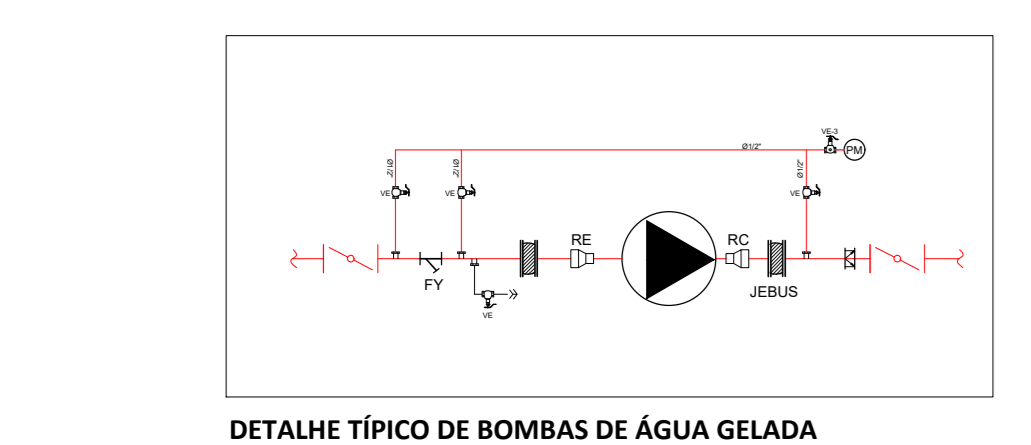 VE-3
Ø1/2"
PM
Ø1/2"
Ø1/2"
Ø1/2"
VE
VE
VE
RE
RC
FY
JEBUS
VE
DETALHE TÍPICO DE BOMBAS DE ÁGUA GELADA